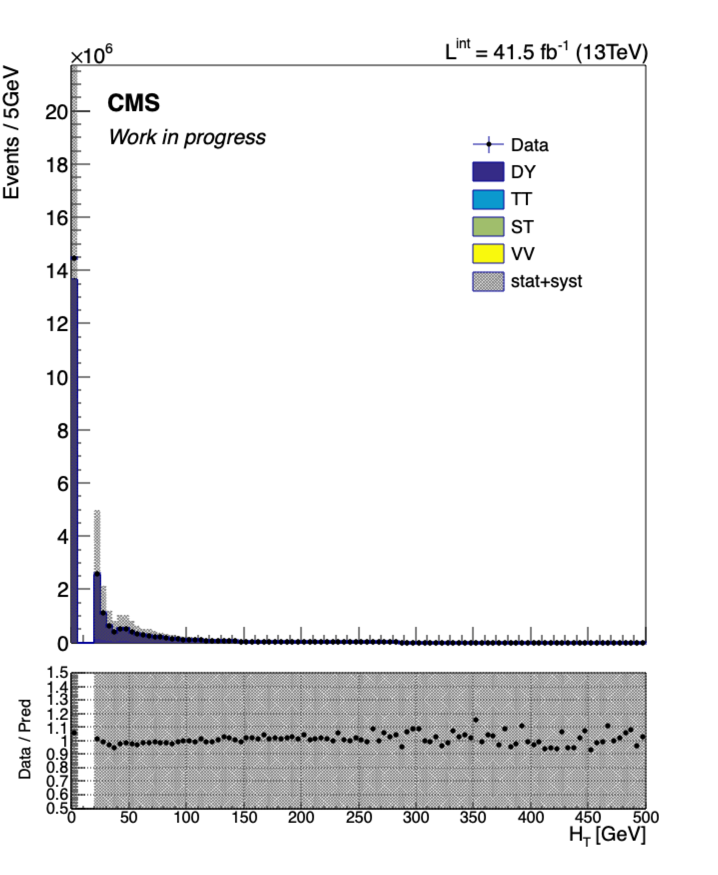 ×10⁶
L^int = 41.5 fb⁻¹ (13TeV)
Events / 5GeV
CMS
Work in progress
Data
DY
TT
ST
VV
stat+syst
20
18
16
14
12
10
8
6
4
2
0
Data / Pred
1.5
1.4
1.3
1.2
1.1
1
0.9
0.8
0.7
0.6
0.5
0 50 100 150 200 250 300 350 400 450 500
H_T [GeV]